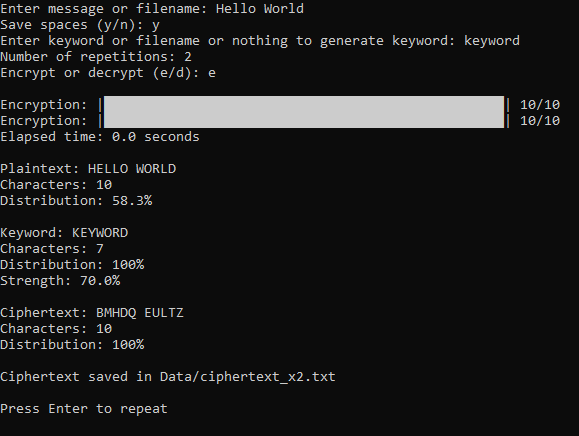 Enter message or filename: Hello World
Save spaces (y/n): y
Enter keyword or filename or nothing to generate keyword: keyword
Number of repetitions: 2
Encrypt or decrypt (e/d): e
Encryption: | | 10/10
Encryption: | | 10/10
Elapsed time: 0.0 seconds
Plaintext: HELLO WORLD
Characters: 10
Distribution: 58.3%
Keyword: KEYWORD
Characters: 7
Distribution: 100%
Strength: 70.0%
Ciphertext: BMHDQ EULTZ
Characters: 10
Distribution: 100%
Ciphertext saved in Data/ciphertext_x2.txt
Press Enter to repeat